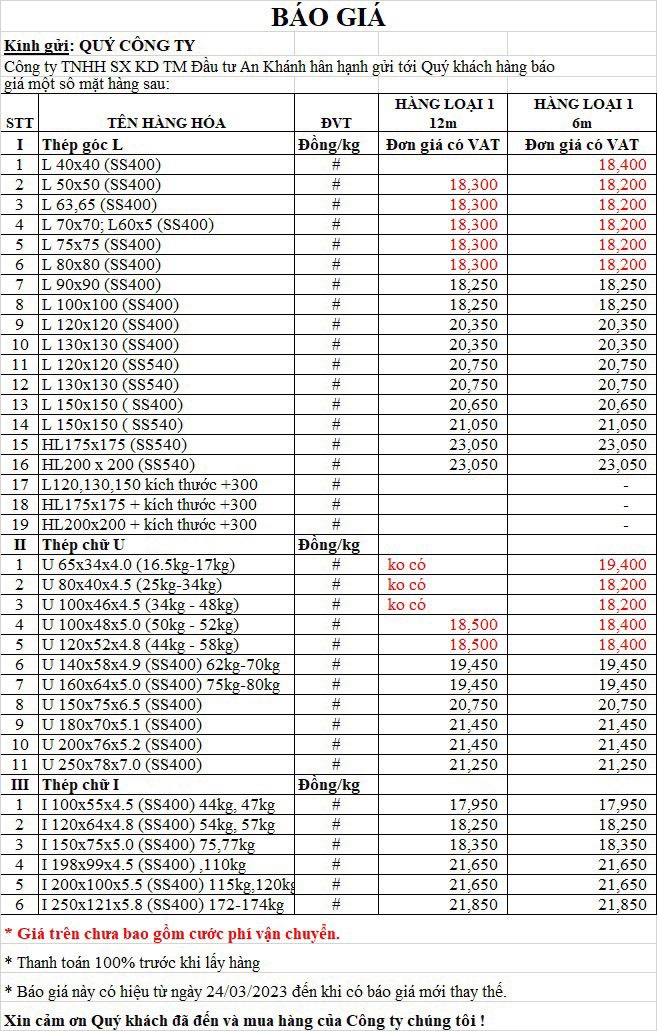 BÁO GIÁ
Kính gửi: QUÝ CÔNG TY
Công ty TNHH SX KD TM Đầu tư An Khánh hân hạnh gửi tới Quý khách hàng báo
giá một số mặt hàng sau:
STT TÊN HÀNG HÓA ĐVT HÀNG LOẠI 1 12m HÀNG LOẠI 1 6m
I Thép góc L Đồng/kg Đơn giá có VAT Đơn giá có VAT
1 L 40x40 (SS400) # 18,400
2 L 50x50 (SS400) # 18,300 18,200
3 L 63,65 (SS400) # 18,300 18,200
4 L 70x70; L60x5 (SS400) # 18,300 18,200
5 L 75x75 (SS400) # 18,300 18,200
6 L 80x80 (SS400) # 18,300 18,200
7 L 90x90 (SS400) # 18,250 18,250
8 L 100x100 (SS400) # 18,250 18,250
9 L 120x120 (SS400) # 20,350 20,350
10 L 130x130 (SS400) # 20,350 20,350
11 L 120x120 (SS540) # 20,750 20,750
12 L 130x130 (SS540) # 20,750 20,750
13 L 150x150 ( SS400) # 20,650 20,650
14 L 150x150 ( SS540) # 21,050 21,050
15 HL175x175 (SS540) # 23,050 23,050
16 HL200 x 200 (SS540) # 23,050 23,050
17 L120,130,150 kích thước +300 # -
18 HL175x175 + kích thước +300 # -
19 HL200x200 + kích thước +300 # -
II Thép chữ U Đồng/kg
1 U 65x34x4.0 (16.5kg-17kg) # ko có 19,400
2 U 80x40x4.5 (25kg-34kg) # ko có 18,200
3 U 100x46x4.5 (34kg - 48kg) # ko có 18,200
4 U 100x48x5.0 (50kg - 52kg) # 18,500 18,400
5 U 120x52x4.8 (44kg - 58kg) # 18,500 18,400
6 U 140x58x4.9 (SS400) 62kg-70kg # 19,450 19,450
7 U 160x64x5.0 (SS400) 75kg-80kg # 19,450 19,450
8 U 150x75x6.5 (SS400) # 20,750 20,750
9 U 180x70x5.1 (SS400) # 21,450 21,450
10 U 200x76x5.2 (SS400) # 21,450 21,450
11 U 250x78x7.0 (SS400) # 21,250 21,250
III Thép chữ I Đồng/kg
1 I 100x55x4.5 (SS400) 44kg, 47kg # 17,950 17,950
2 I 120x64x4.8 (SS400) 54kg, 57kg # 18,250 18,250
3 I 150x75x5.0 (SS400) 75,77kg # 18,350 18,350
4 I 198x99x4.5 (SS400) ,110kg # 21,650 21,650
5 I 200x100x5.5 (SS400) 115kg,120kg # 21,650 21,650
6 I 250x121x5.8 (SS400) 172-174kg # 21,850 21,850
* Giá trên chưa bao gồm cước phí vận chuyển.
* Thanh toán 100% trước khi lấy hàng
* Báo giá này có hiệu từ ngày 24/03/2023 đến khi có báo giá mới thay thế.
Xin cảm ơn Quý khách đã đến và mua hàng của Công ty chúng tôi !